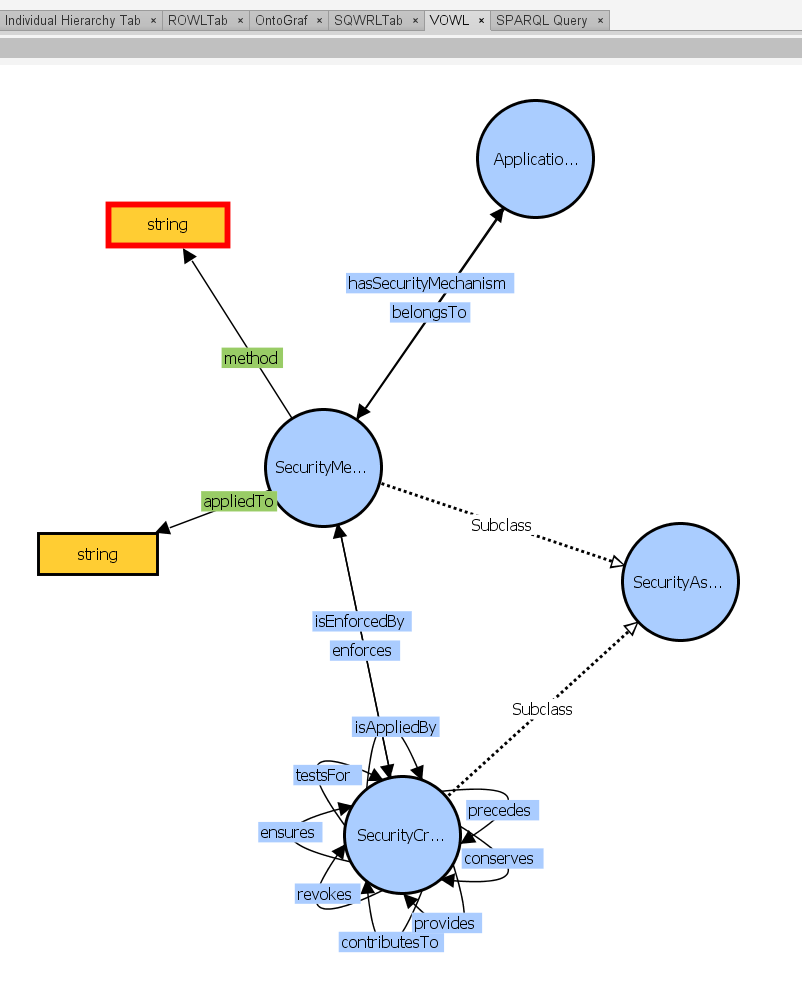 Individual Hierarchy Tab × ROWLTab × OntoGraf × SQWRLTab × VOWL × SPARQL Query ×
Applicatio...
string
hasSecurityMechanism
belongsTo
method
SecurityMe...
appliedTo
Subclass
string
SecurityAs...
isEnforcedBy
enforces
Subclass
isAppliedBy
testsFor
precedes
ensures
SecurityCr...
conserves
revokes
provides
contributesTo